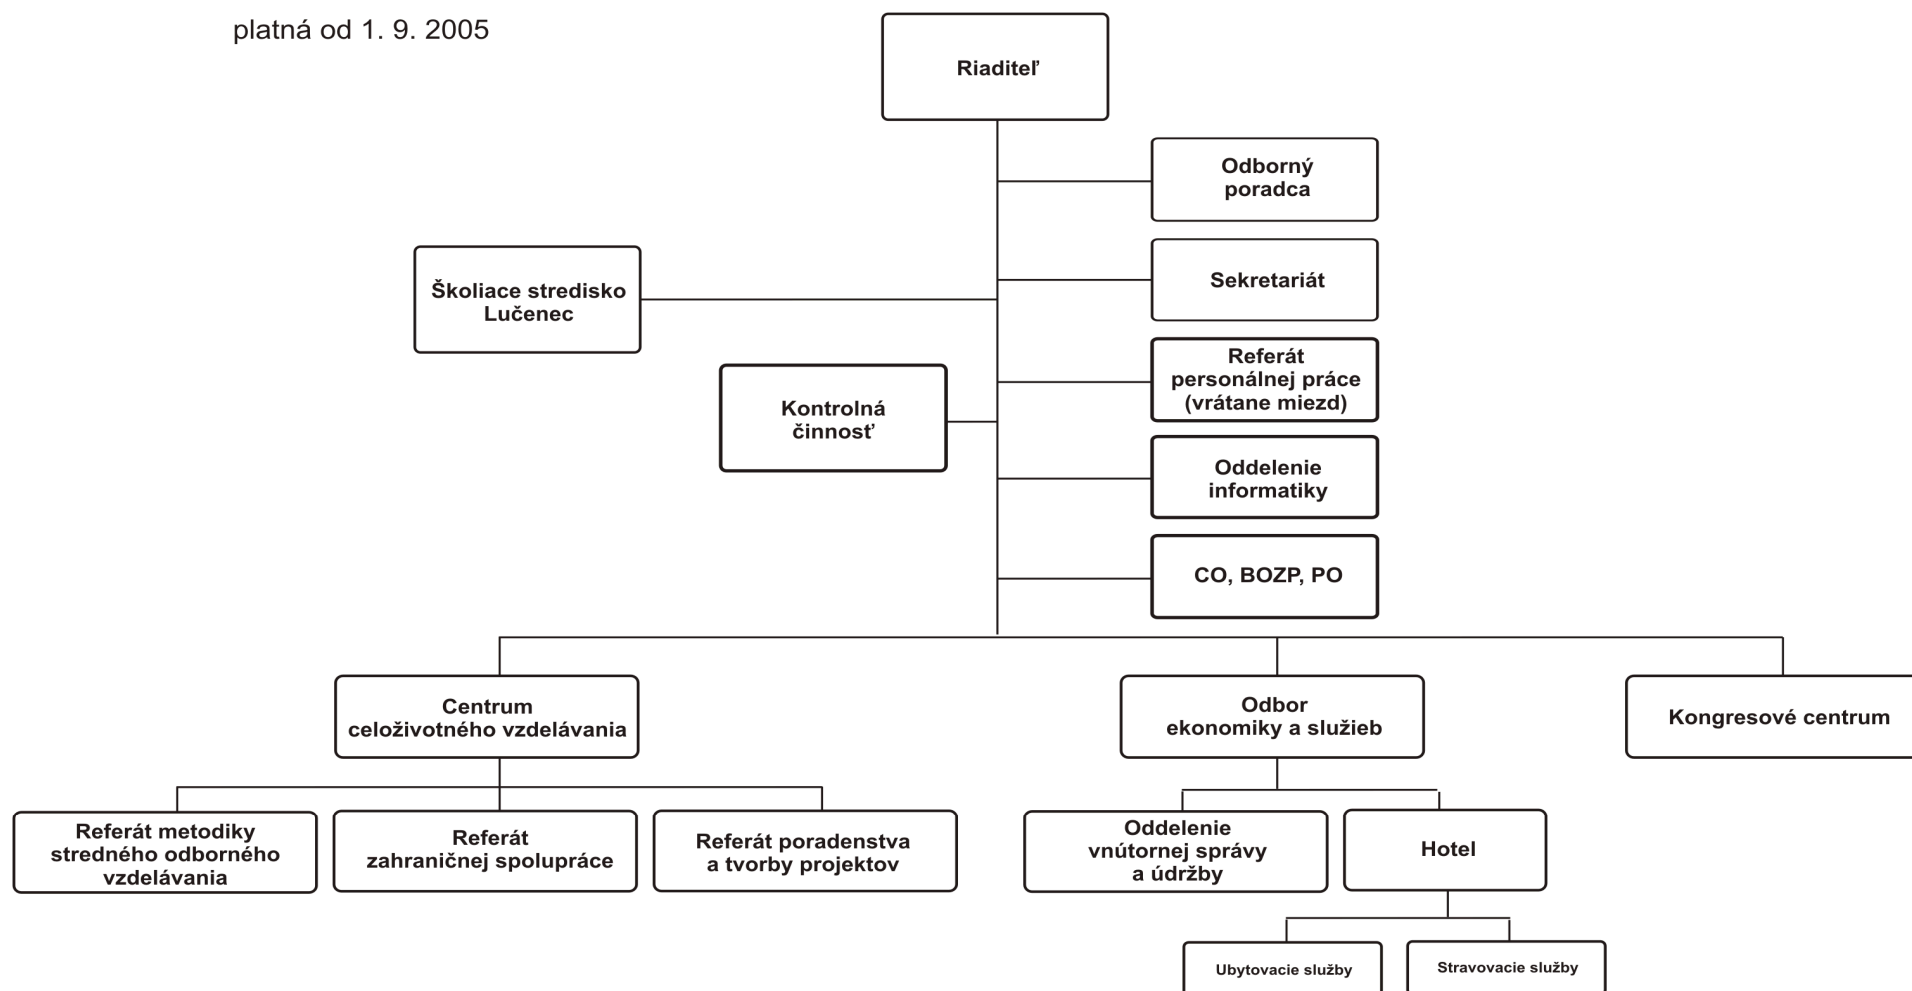 platná od 1. 9. 2005
Riaditeľ
Odborný
poradca
Sekretariát
Školiace stredisko
Lučenec
Referát
personálnej práce
(vrátane miezd)
Kontrolná
činnosť
Oddelenie
informatiky
CO, BOZP, PO
Centrum
celoživotného vzdelávania
Odbor
ekonomiky a služieb
Kongresové centrum
Referát metodiky
stredného odborného
vzdelávania
Referát
zahraničnej spolupráce
Referát poradenstva
a tvorby projektov
Oddelenie
vnútornej správy
a údržby
Hotel
Ubytovacie služby
Stravovacie služby